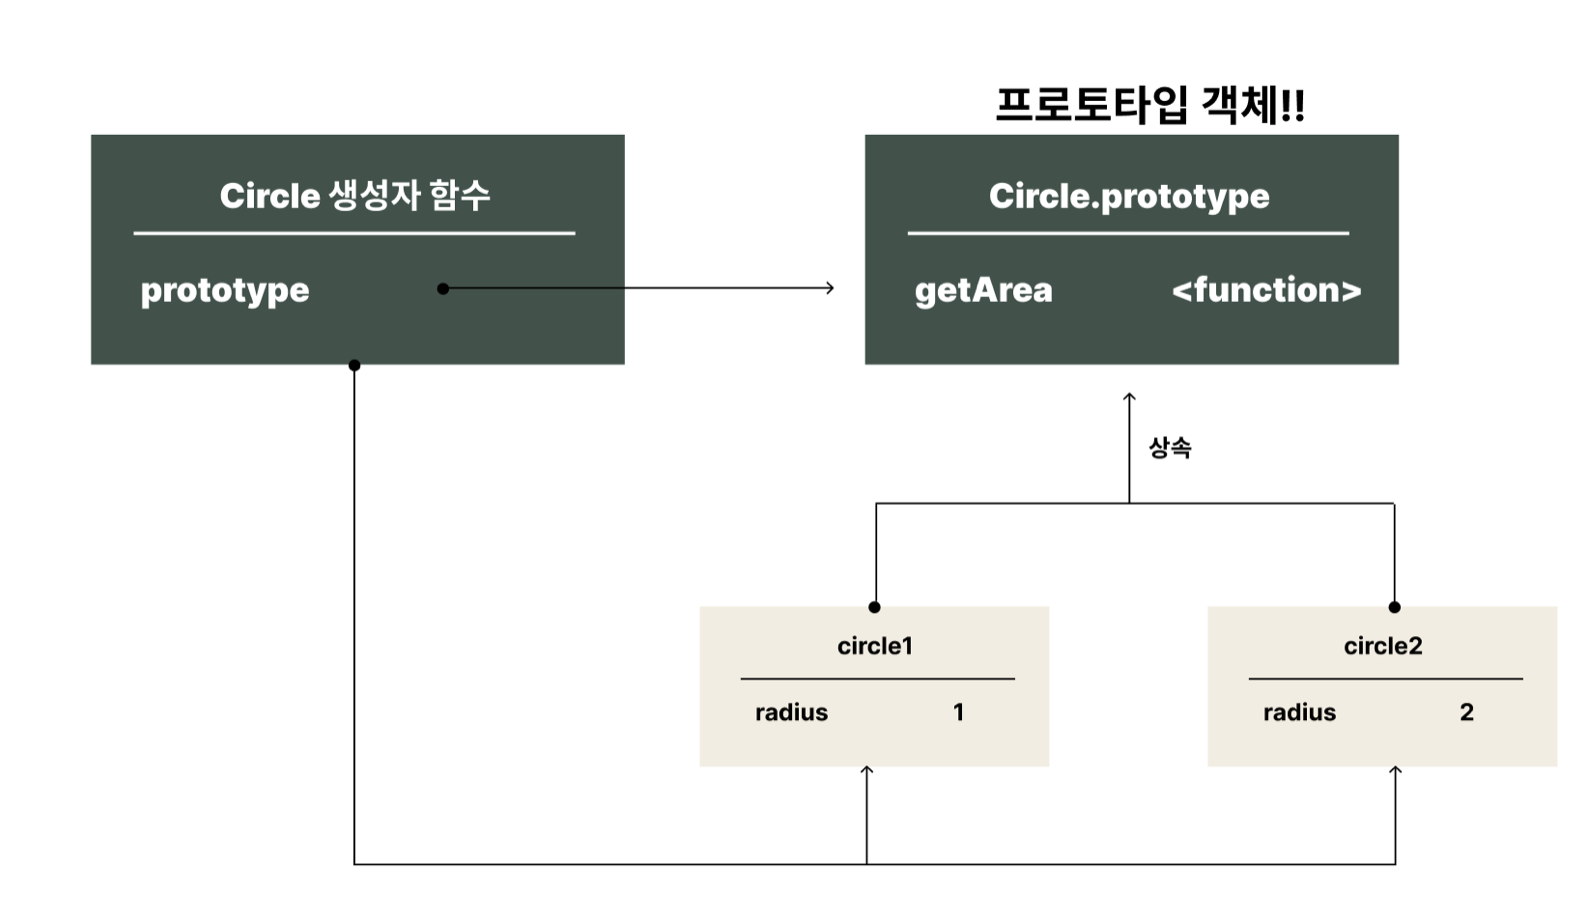 프로토타입 객체!!
Circle 생성자 함수
prototype
Circle.prototype
getArea <function>
상속
circle1
radius 1
circle2
radius 2